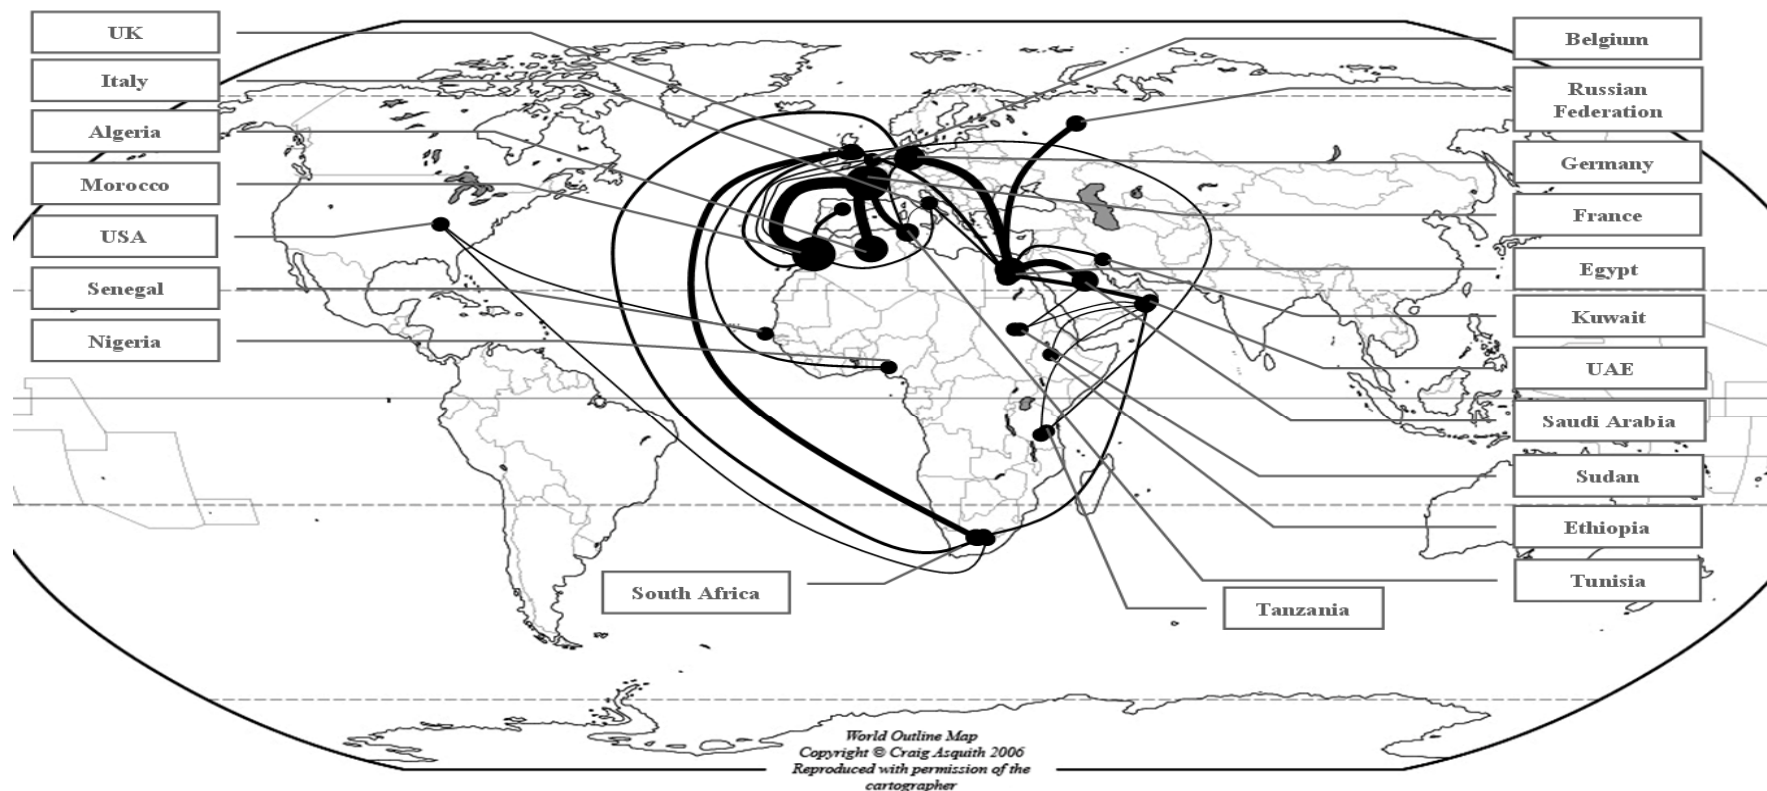 UK
Italy
Algeria
Morocco
USA
Senegal
Nigeria
Belgium
Russian
Federation
Germany
France
Egypt
Kuwait
UAE
Saudi Arabia
Sudan
Ethiopia
Tunisia
South Africa
Tanzania
World Outline Map
Copyright © Craig Asquith 2006
Reproduced with permission of the
cartographer